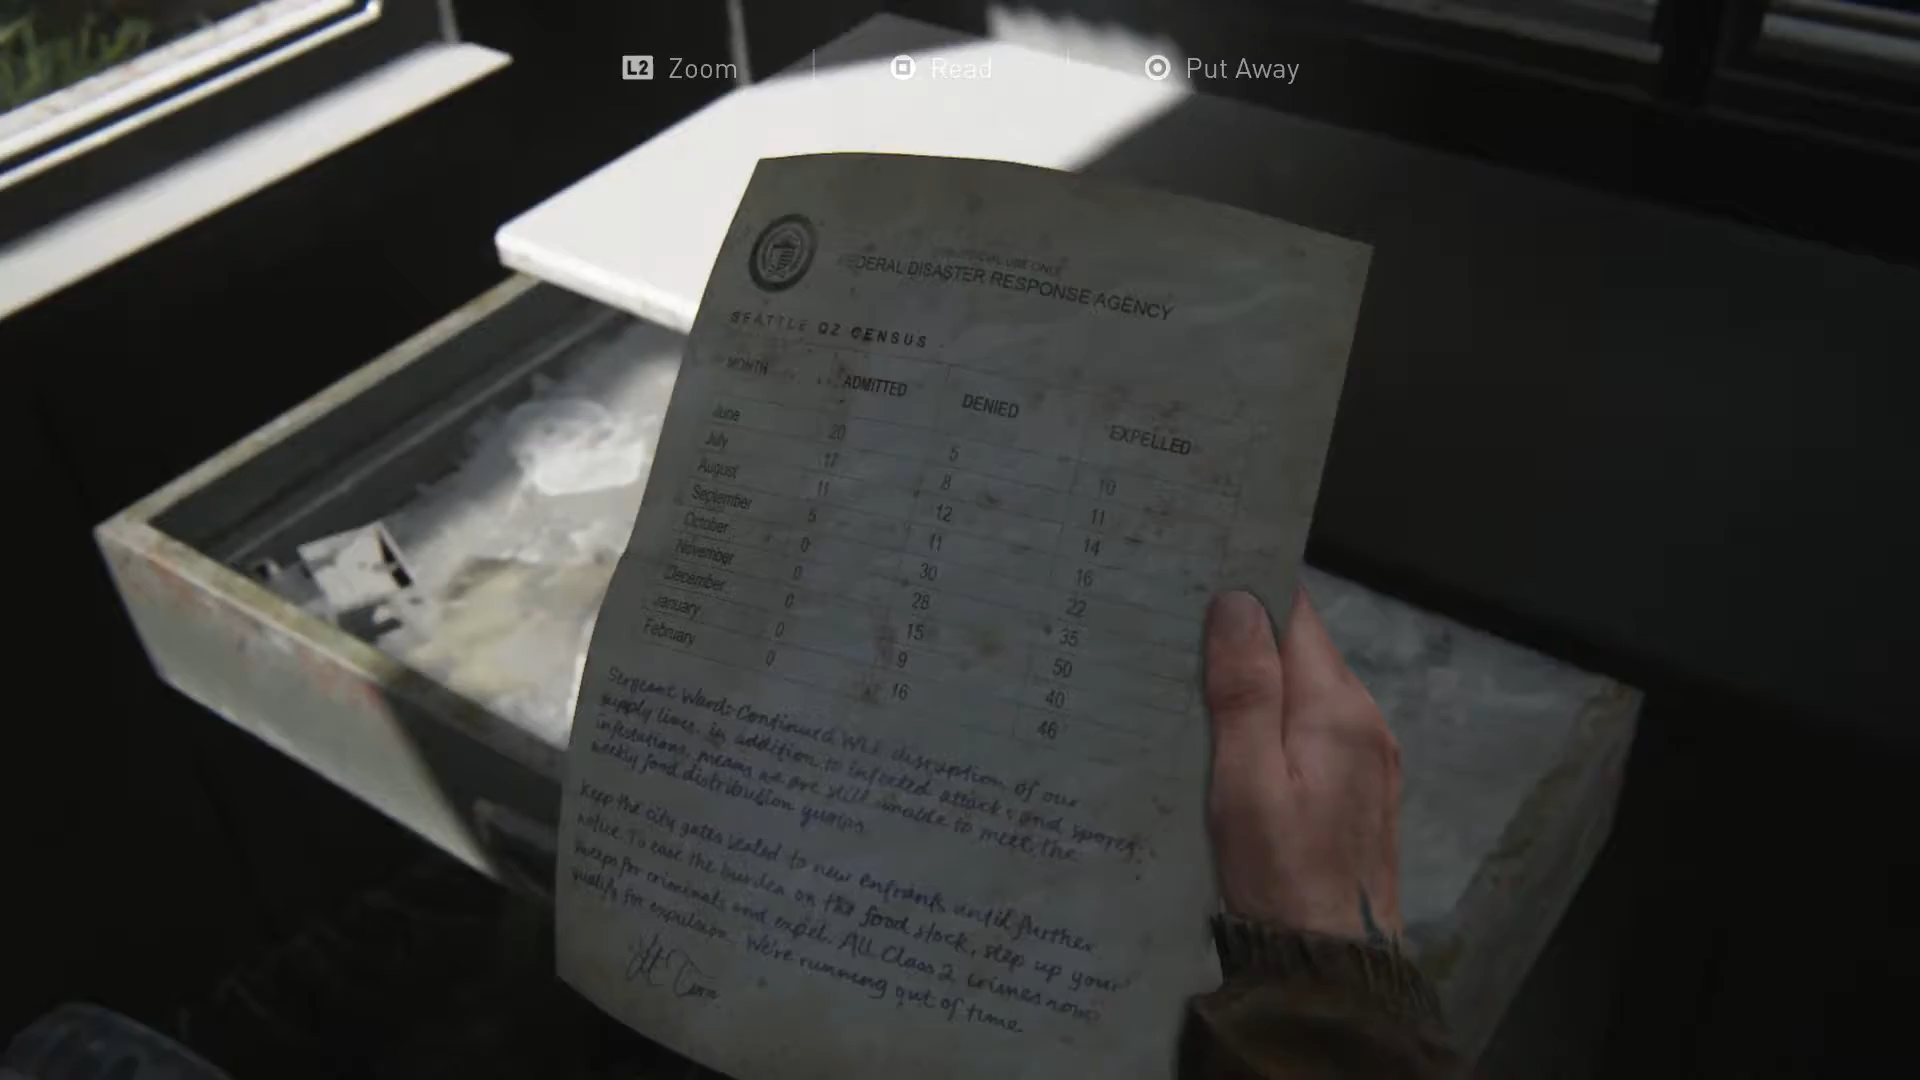 L2 Zoom Read Put Away
OFFICIAL USE ONLY
FEDERAL DISASTER RESPONSE AGENCY
SEATTLE QZ CENSUS
MONTH ADMITTED DENIED EXPELLED
June 20 5 10
July 17 8 11
August 11 12 14
September 5 11 16
October 0 30 22
November 0 28 35
December 0 15 50
January 0 9 40
February 0 16 46
Sergeant Ward: Continued WLF disruption of our
supply lines, in addition to infected attacks and spores
infestations, means we are still unable to meet the
weekly food distribution quotas.
Keep the city gates sealed to new entrants until further
notice. To ease the burden on the food stock, step up your
sweeps for criminals and expel. All Class 2 crimes now
qualify for expulsion. We're running out of time.